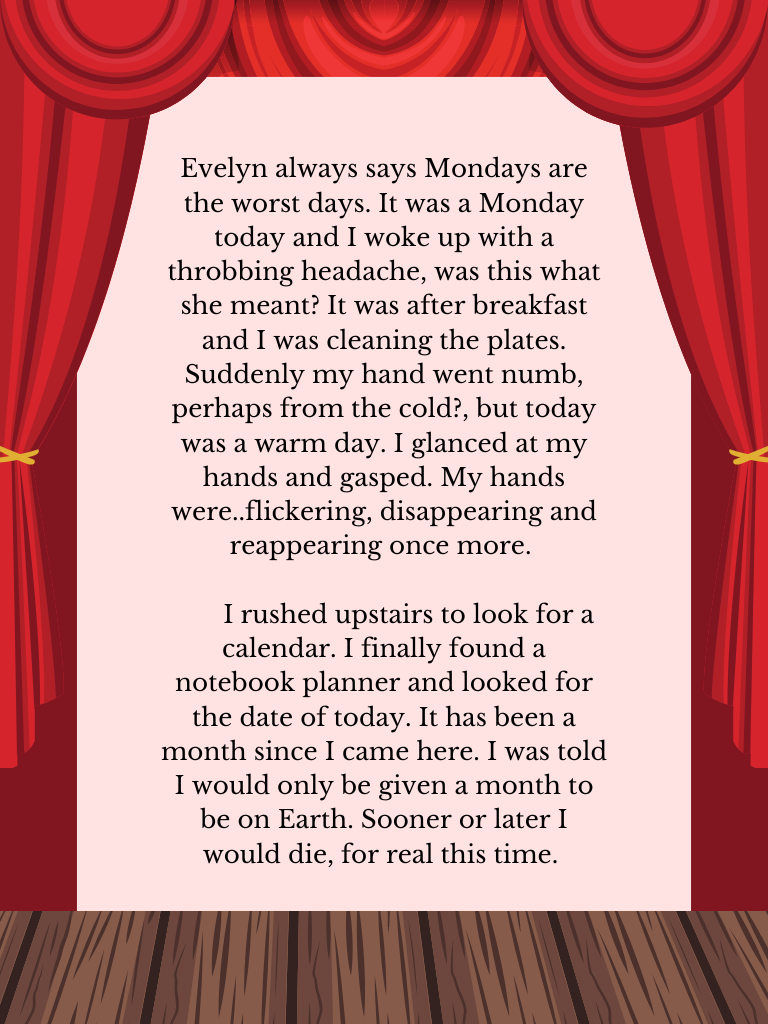 Evelyn always says Mondays are
the worst days. It was a Monday
today and I woke up with a
throbbing headache, was this what
she meant? It was after breakfast
and I was cleaning the plates.
Suddenly my hand went numb,
perhaps from the cold?, but today
was a warm day. I glanced at my
hands and gasped. My hands
were..flickering, disappearing and
reappearing once more.
I rushed upstairs to look for a
calendar. I finally found a
notebook planner and looked for
the date of today. It has been a
month since I came here. I was told
I would only be given a month to
be on Earth. Sooner or later I
would die, for real this time.